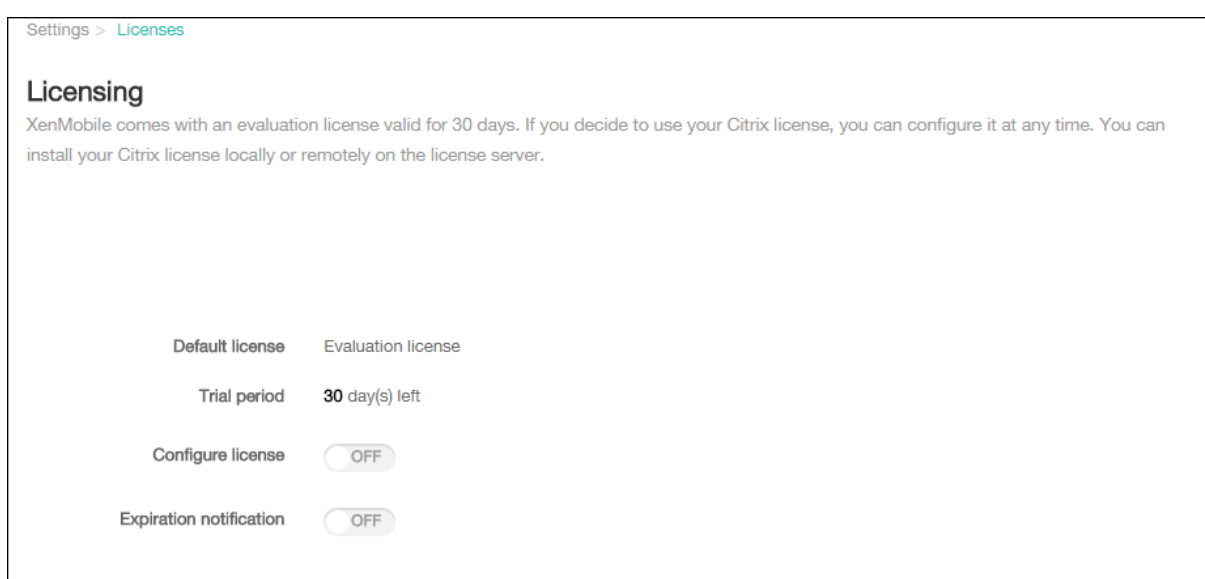 Settings > Licenses
Licensing
XenMobile comes with an evaluation license valid for 30 days. If you decide to use your Citrix license, you can configure it at any time. You can
install your Citrix license locally or remotely on the license server.
Default license Evaluation license
Trial period 30 day(s) left
Configure license OFF
Expiration notification OFF